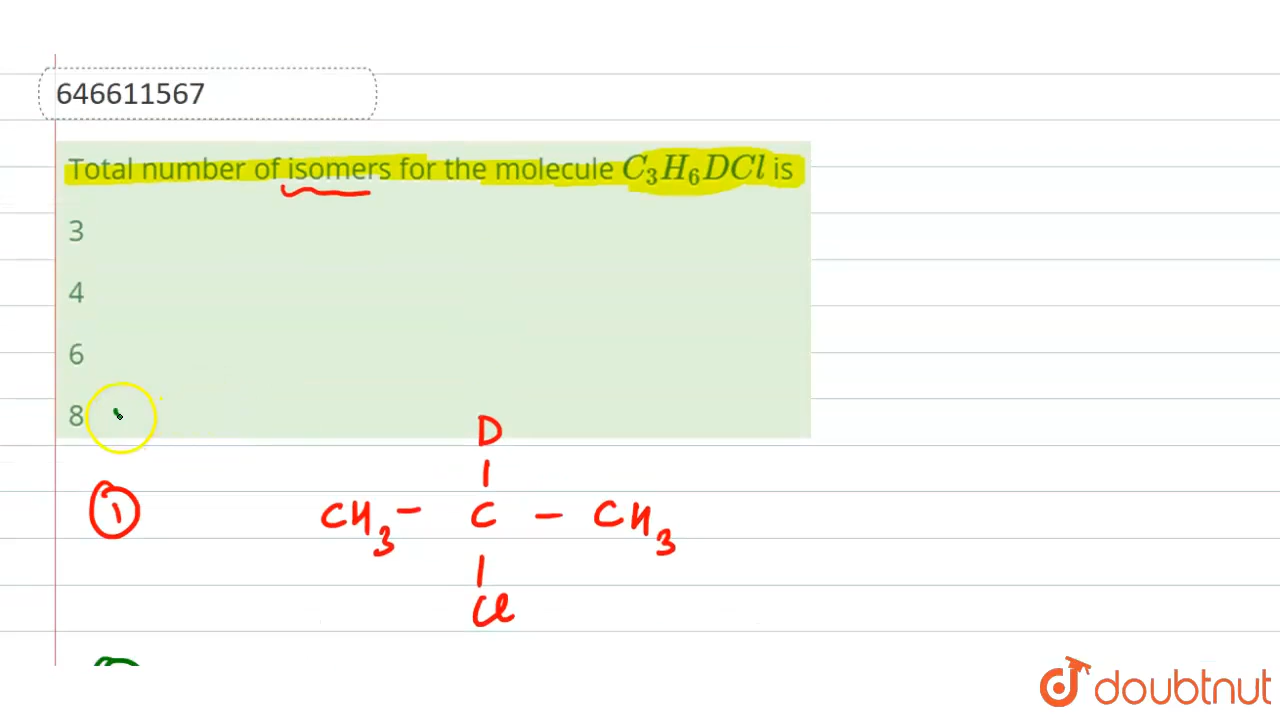 646611567
Total number of isomers for the molecule C₃H₆DCl is
3
4
6
8
D
① CH₃ - C - CH₃
Cl
doubtnut